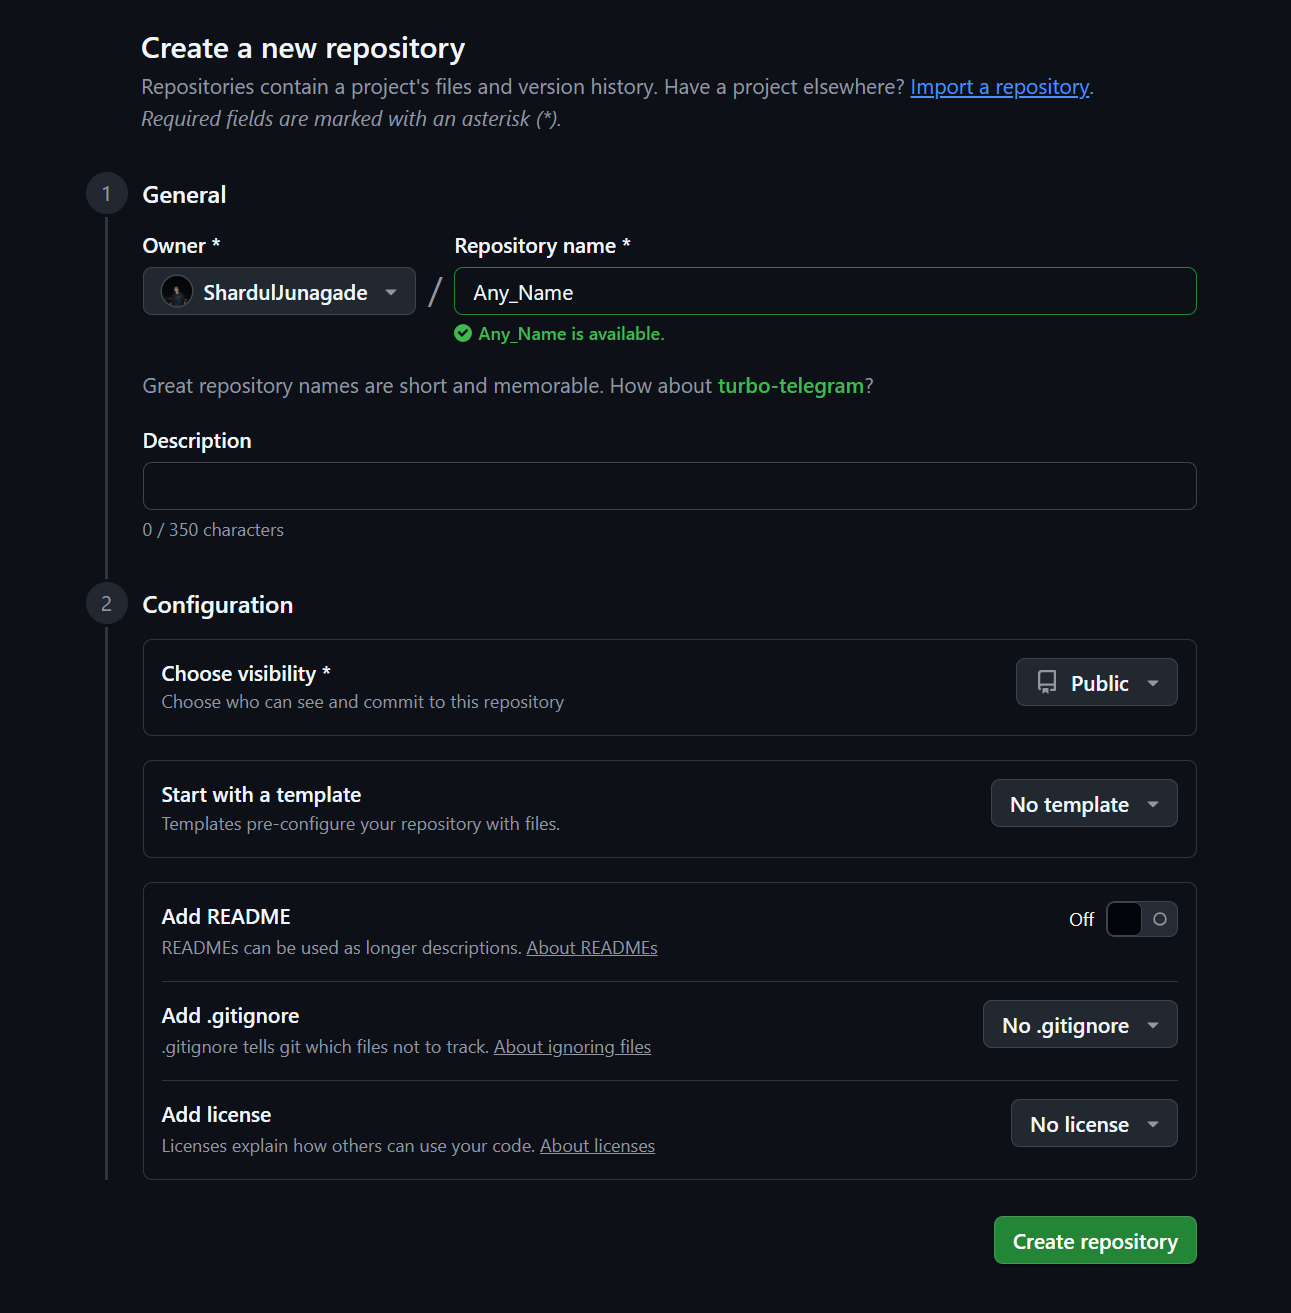 Create a new repository
Repositories contain a project's files and version history. Have a project elsewhere? Import a repository.
Required fields are marked with an asterisk (*).
1
General
Owner *
Repository name *
ShardulJunagade
/
Any_Name
Any_Name is available.
Great repository names are short and memorable. How about turbo-telegram?
Description
0 / 350 characters
2
Configuration
Choose visibility *
Choose who can see and commit to this repository
Public
Start with a template
Templates pre-configure your repository with files.
No template
Add README
READMEs can be used as longer descriptions. About READMEs
Off
Add .gitignore
.gitignore tells git which files not to track. About ignoring files
No .gitignore
Add license
Licenses explain how others can use your code. About licenses
No license
Create repository